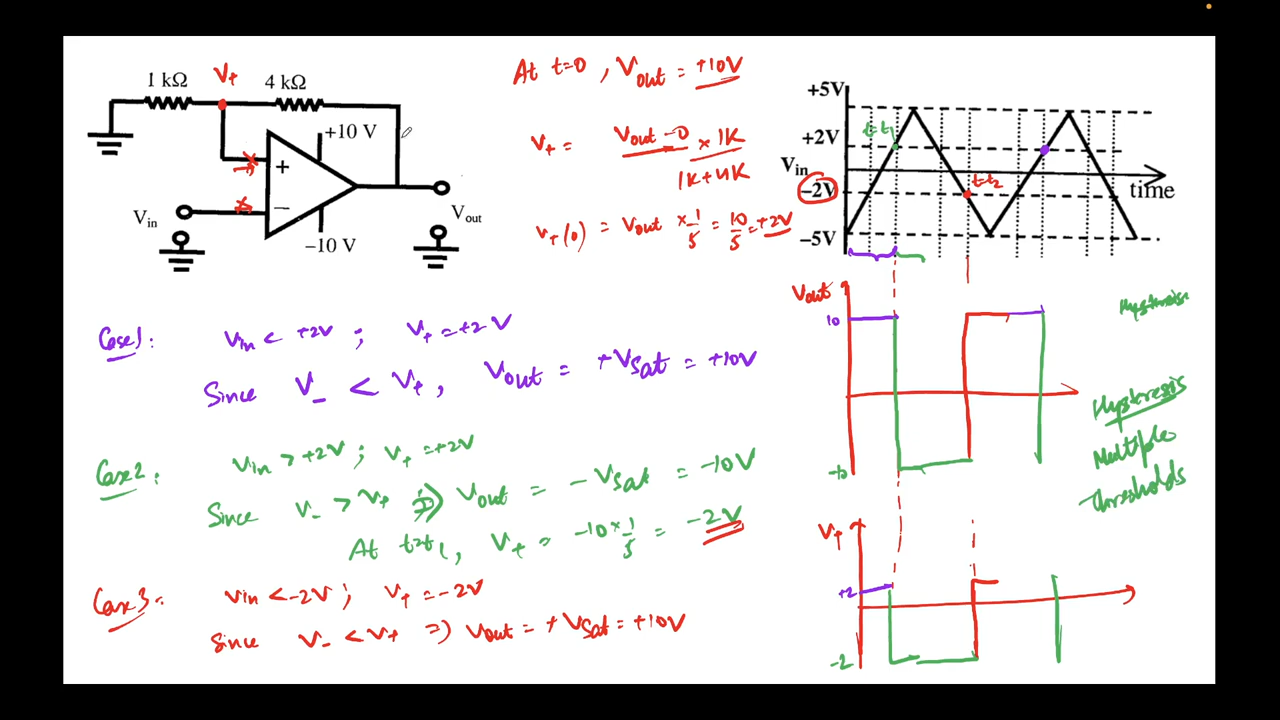 1 kΩ
V+
4 kΩ
+10 V
+
−
Vin
Vout
−10 V
At t=0, Vout = +10V
V+ = Vout-0 × 1K
1K+4K
V+(0) = Vout × 1/5 = 10/5 = +2V
+5V
t=t1
+2V
Vin
−2V
t=t2
time
−5V
Vout
10
-10
Hysteresis
Hysteresis
Multiple
Thresholds
V+
+2
-2
Case1:
Vin < +2V ; V+ = +2V
Since V- < V+, Vout = +Vsat = +10V
Case2:
Vin > +2V ; V+ = +2V
Since V- > V+ ⇒ Vout = -Vsat = -10V
At t=t1, V+ = -10 × 1/5 = -2V
Case3:
Vin < -2V ; V+ = -2V
Since V- < V+ ⇒ Vout = +Vsat = +10V